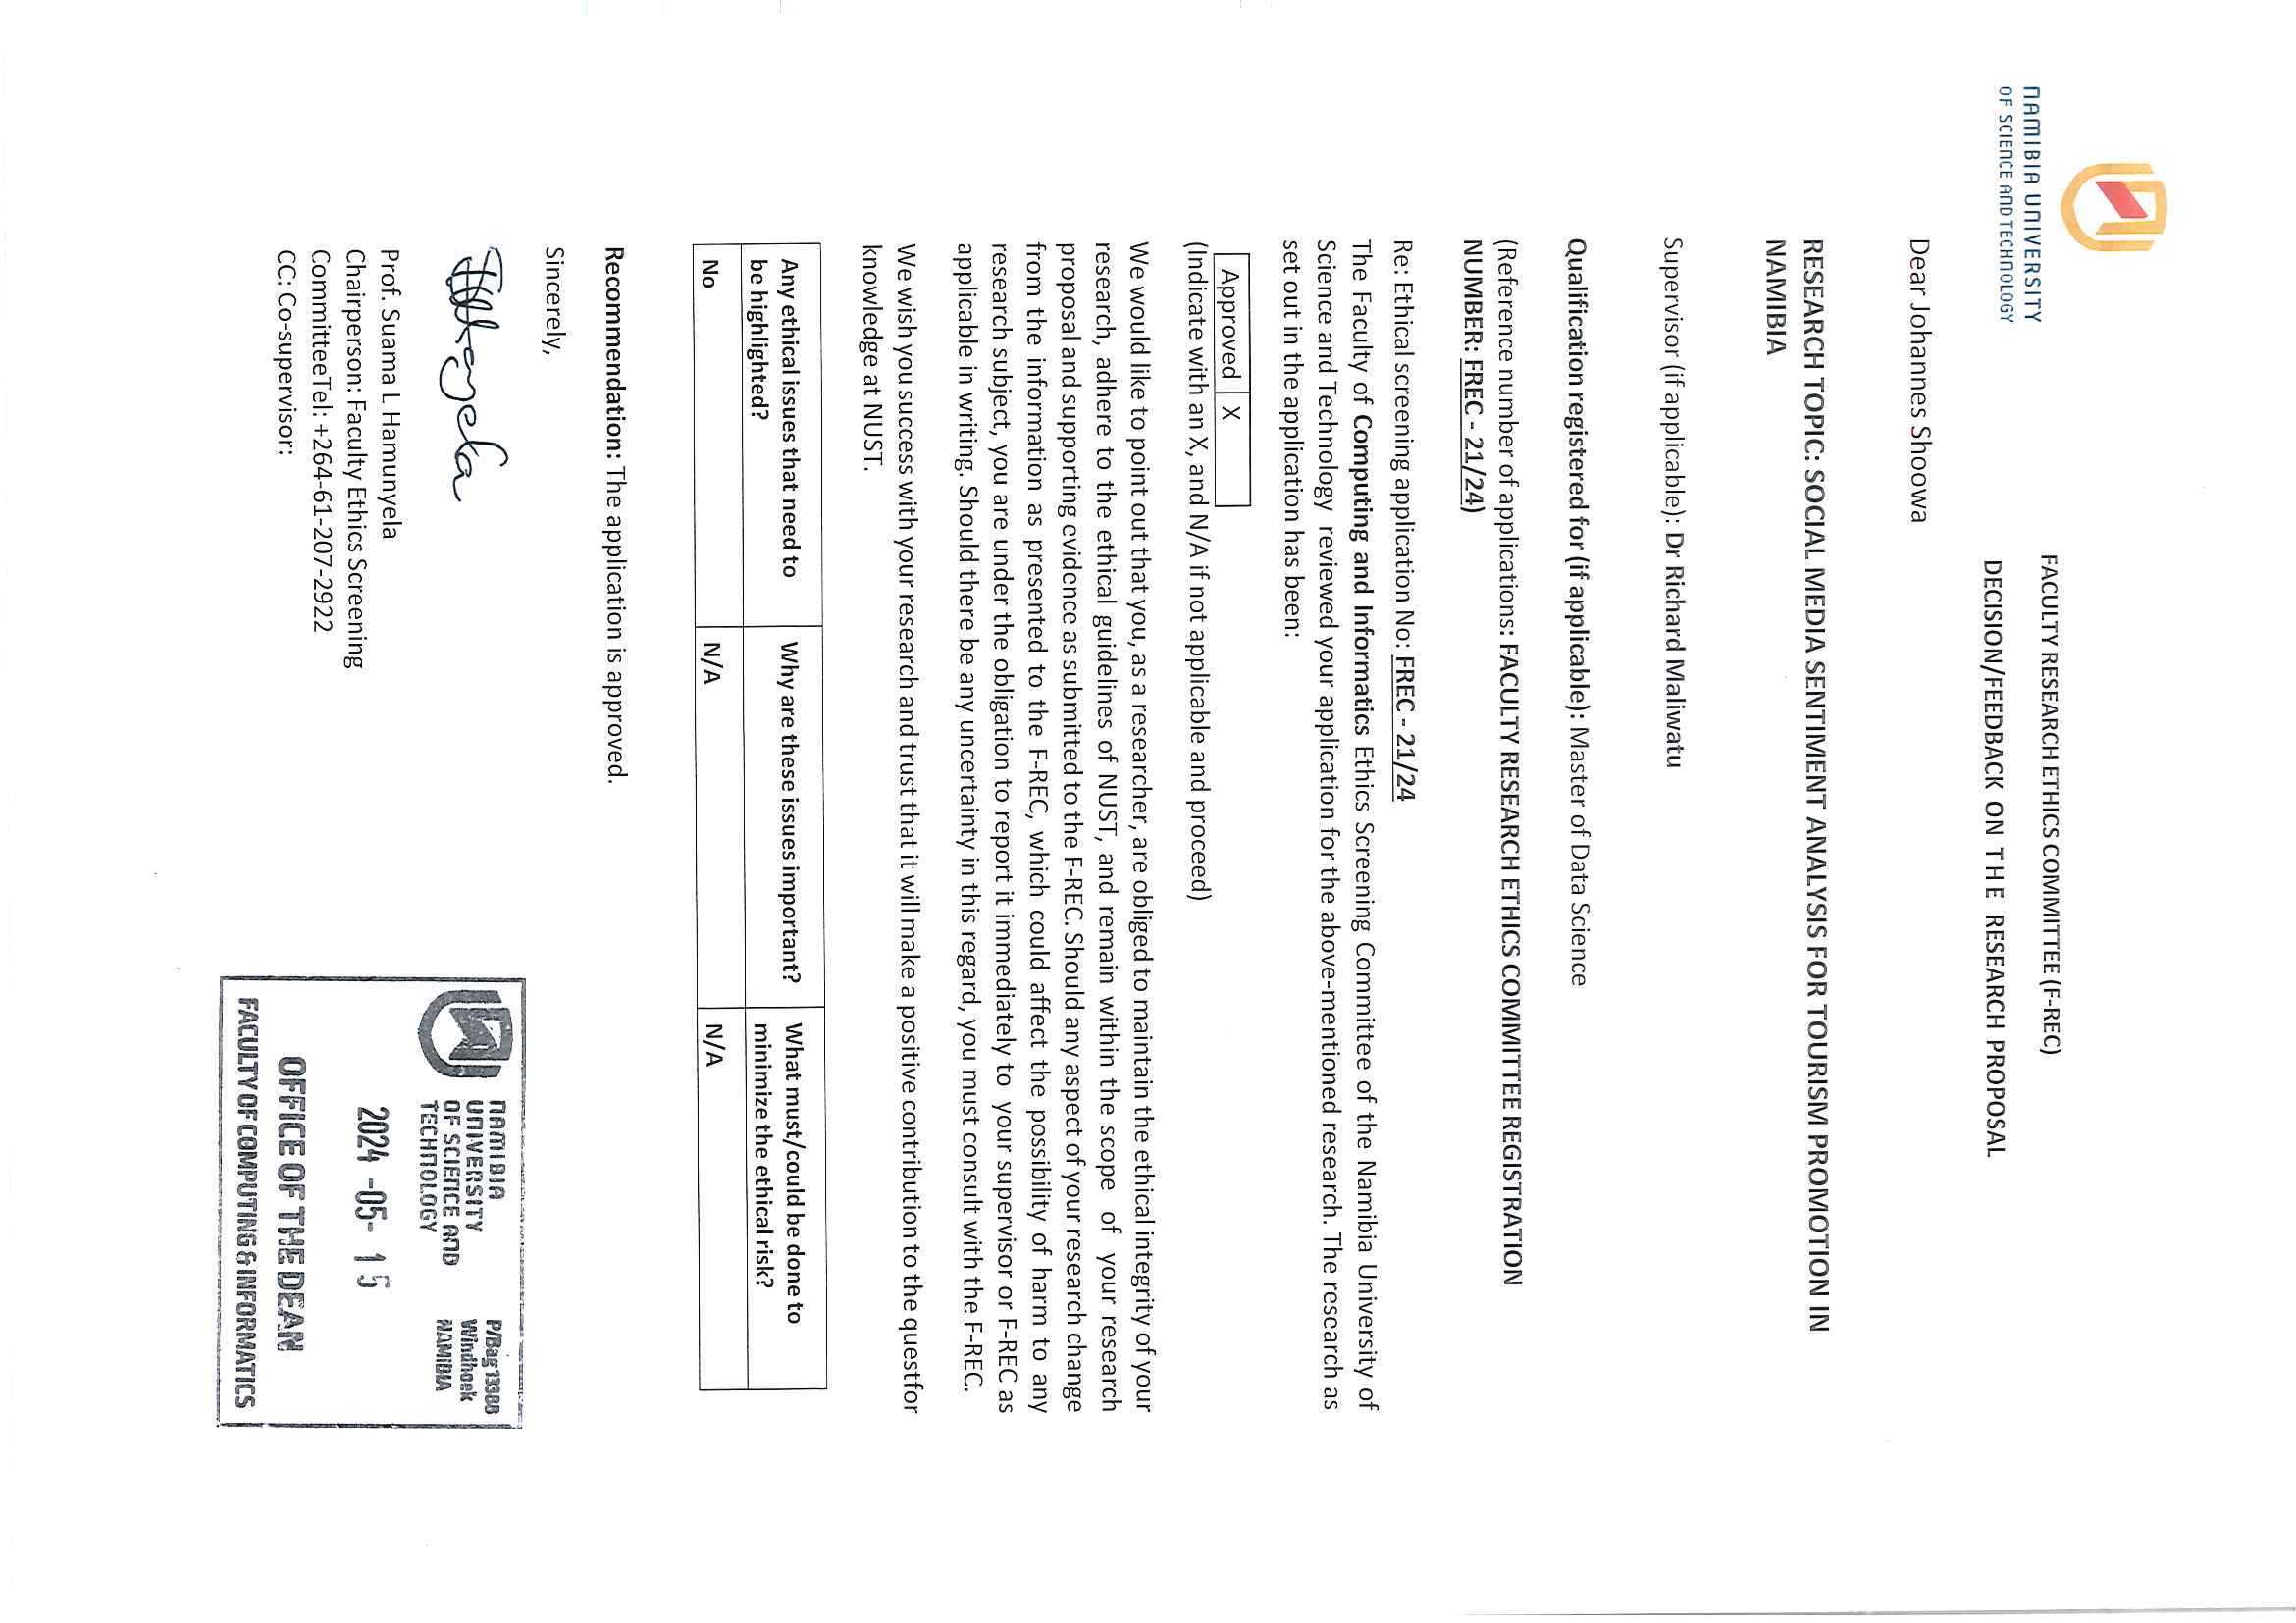 NAMIBIA UNIVERSITY
OF SCIENCE AND TECHNOLOGY
FACULTY RESEARCH ETHICS COMMITTEE (F-REC)
DECISION/FEEDBACK ON THE RESEARCH PROPOSAL
Dear Johannes Shoowa
RESEARCH TOPIC: SOCIAL MEDIA SENTIMENT ANALYSIS FOR TOURISM PROMOTION IN
NAMIBIA
Supervisor (if applicable): Dr Richard Maliwatu
Qualification registered for (if applicable): Master of Data Science
(Reference number of applications: FACULTY RESEARCH ETHICS COMMITTEE REGISTRATION
NUMBER: FREC - 21/24)
Re: Ethical screening application No: FREC - 21/24
The Faculty of Computing and Informatics Ethics Screening Committee of the Namibia University of
Science and Technology reviewed your application for the above-mentioned research. The research as
set out in the application has been:
Approved X
(Indicate with an X, and N/A if not applicable and proceed)
We would like to point out that you, as a researcher, are obliged to maintain the ethical integrity of your
research, adhere to the ethical guidelines of NUST, and remain within the scope of your research
proposal and supporting evidence as submitted to the F-REC. Should any aspect of your research change
from the information as presented to the F-REC, which could affect the possibility of harm to any
research subject, you are under the obligation to report it immediately to your supervisor or F-REC as
applicable in writing. Should there be any uncertainty in this regard, you must consult with the F-REC.
We wish you success with your research and trust that it will make a positive contribution to the questfor
knowledge at NUST.
Any ethical issues that need to
be highlighted?
Why are these issues important?
What must/could be done to
minimize the ethical risk?
No
N/A
N/A
Recommendation: The application is approved.
Sincerely,
Prof. Suama L Hamunyela
Chairperson: Faculty Ethics Screening
CommitteeTel: +264-61-207-2922
CC: Co-supervisor:
NAMIBIA
UNIVERSITY
OF SCIENCE AND
TECHNOLOGY
P/Bag 13388
Windhoek
NAMIBIA
2024 -05- 15
OFFICE OF THE DEAN
FACULTY OF COMPUTING & INFORMATICS